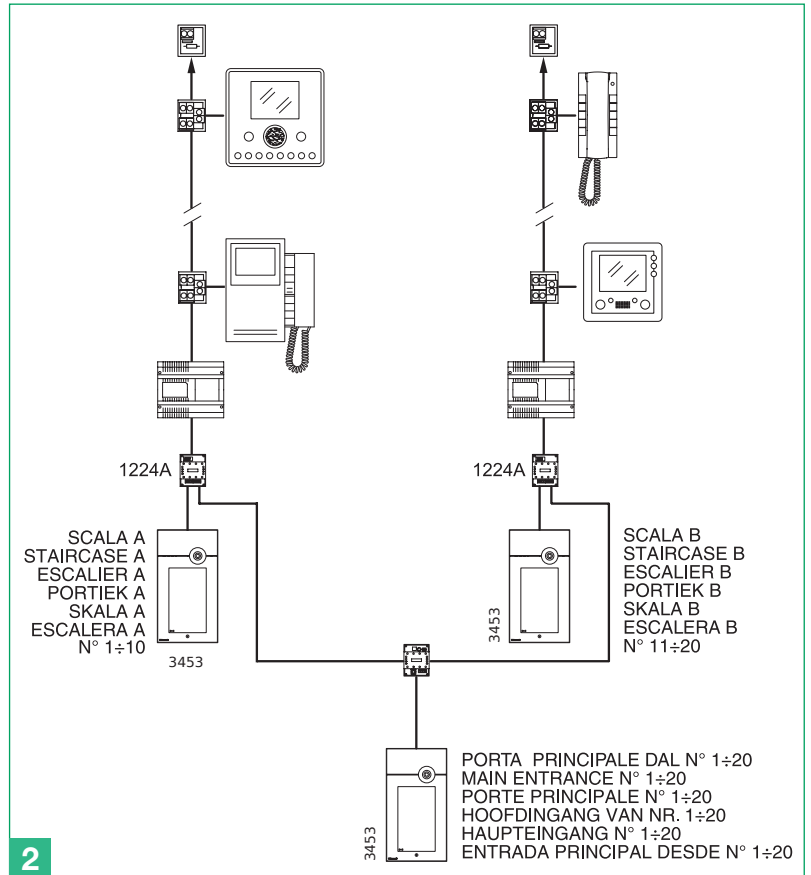 1224A
1224A
SCALA A
STAIRCASE A
ESCALIER A
PORTIEK A
SKALA A
ESCALERA A
N° 1÷10
3453
3453
SCALA B
STAIRCASE B
ESCALIER B
PORTIEK B
SKALA B
ESCALERA B
N° 11÷20
3453
PORTA PRINCIPALE DAL N° 1÷20
MAIN ENTRANCE N° 1÷20
PORTE PRINCIPALE N° 1÷20
HOOFDINGANG VAN NR. 1÷20
HAUPTEINGANG N° 1÷20
ENTRADA PRINCIPAL DESDE N° 1÷20
2